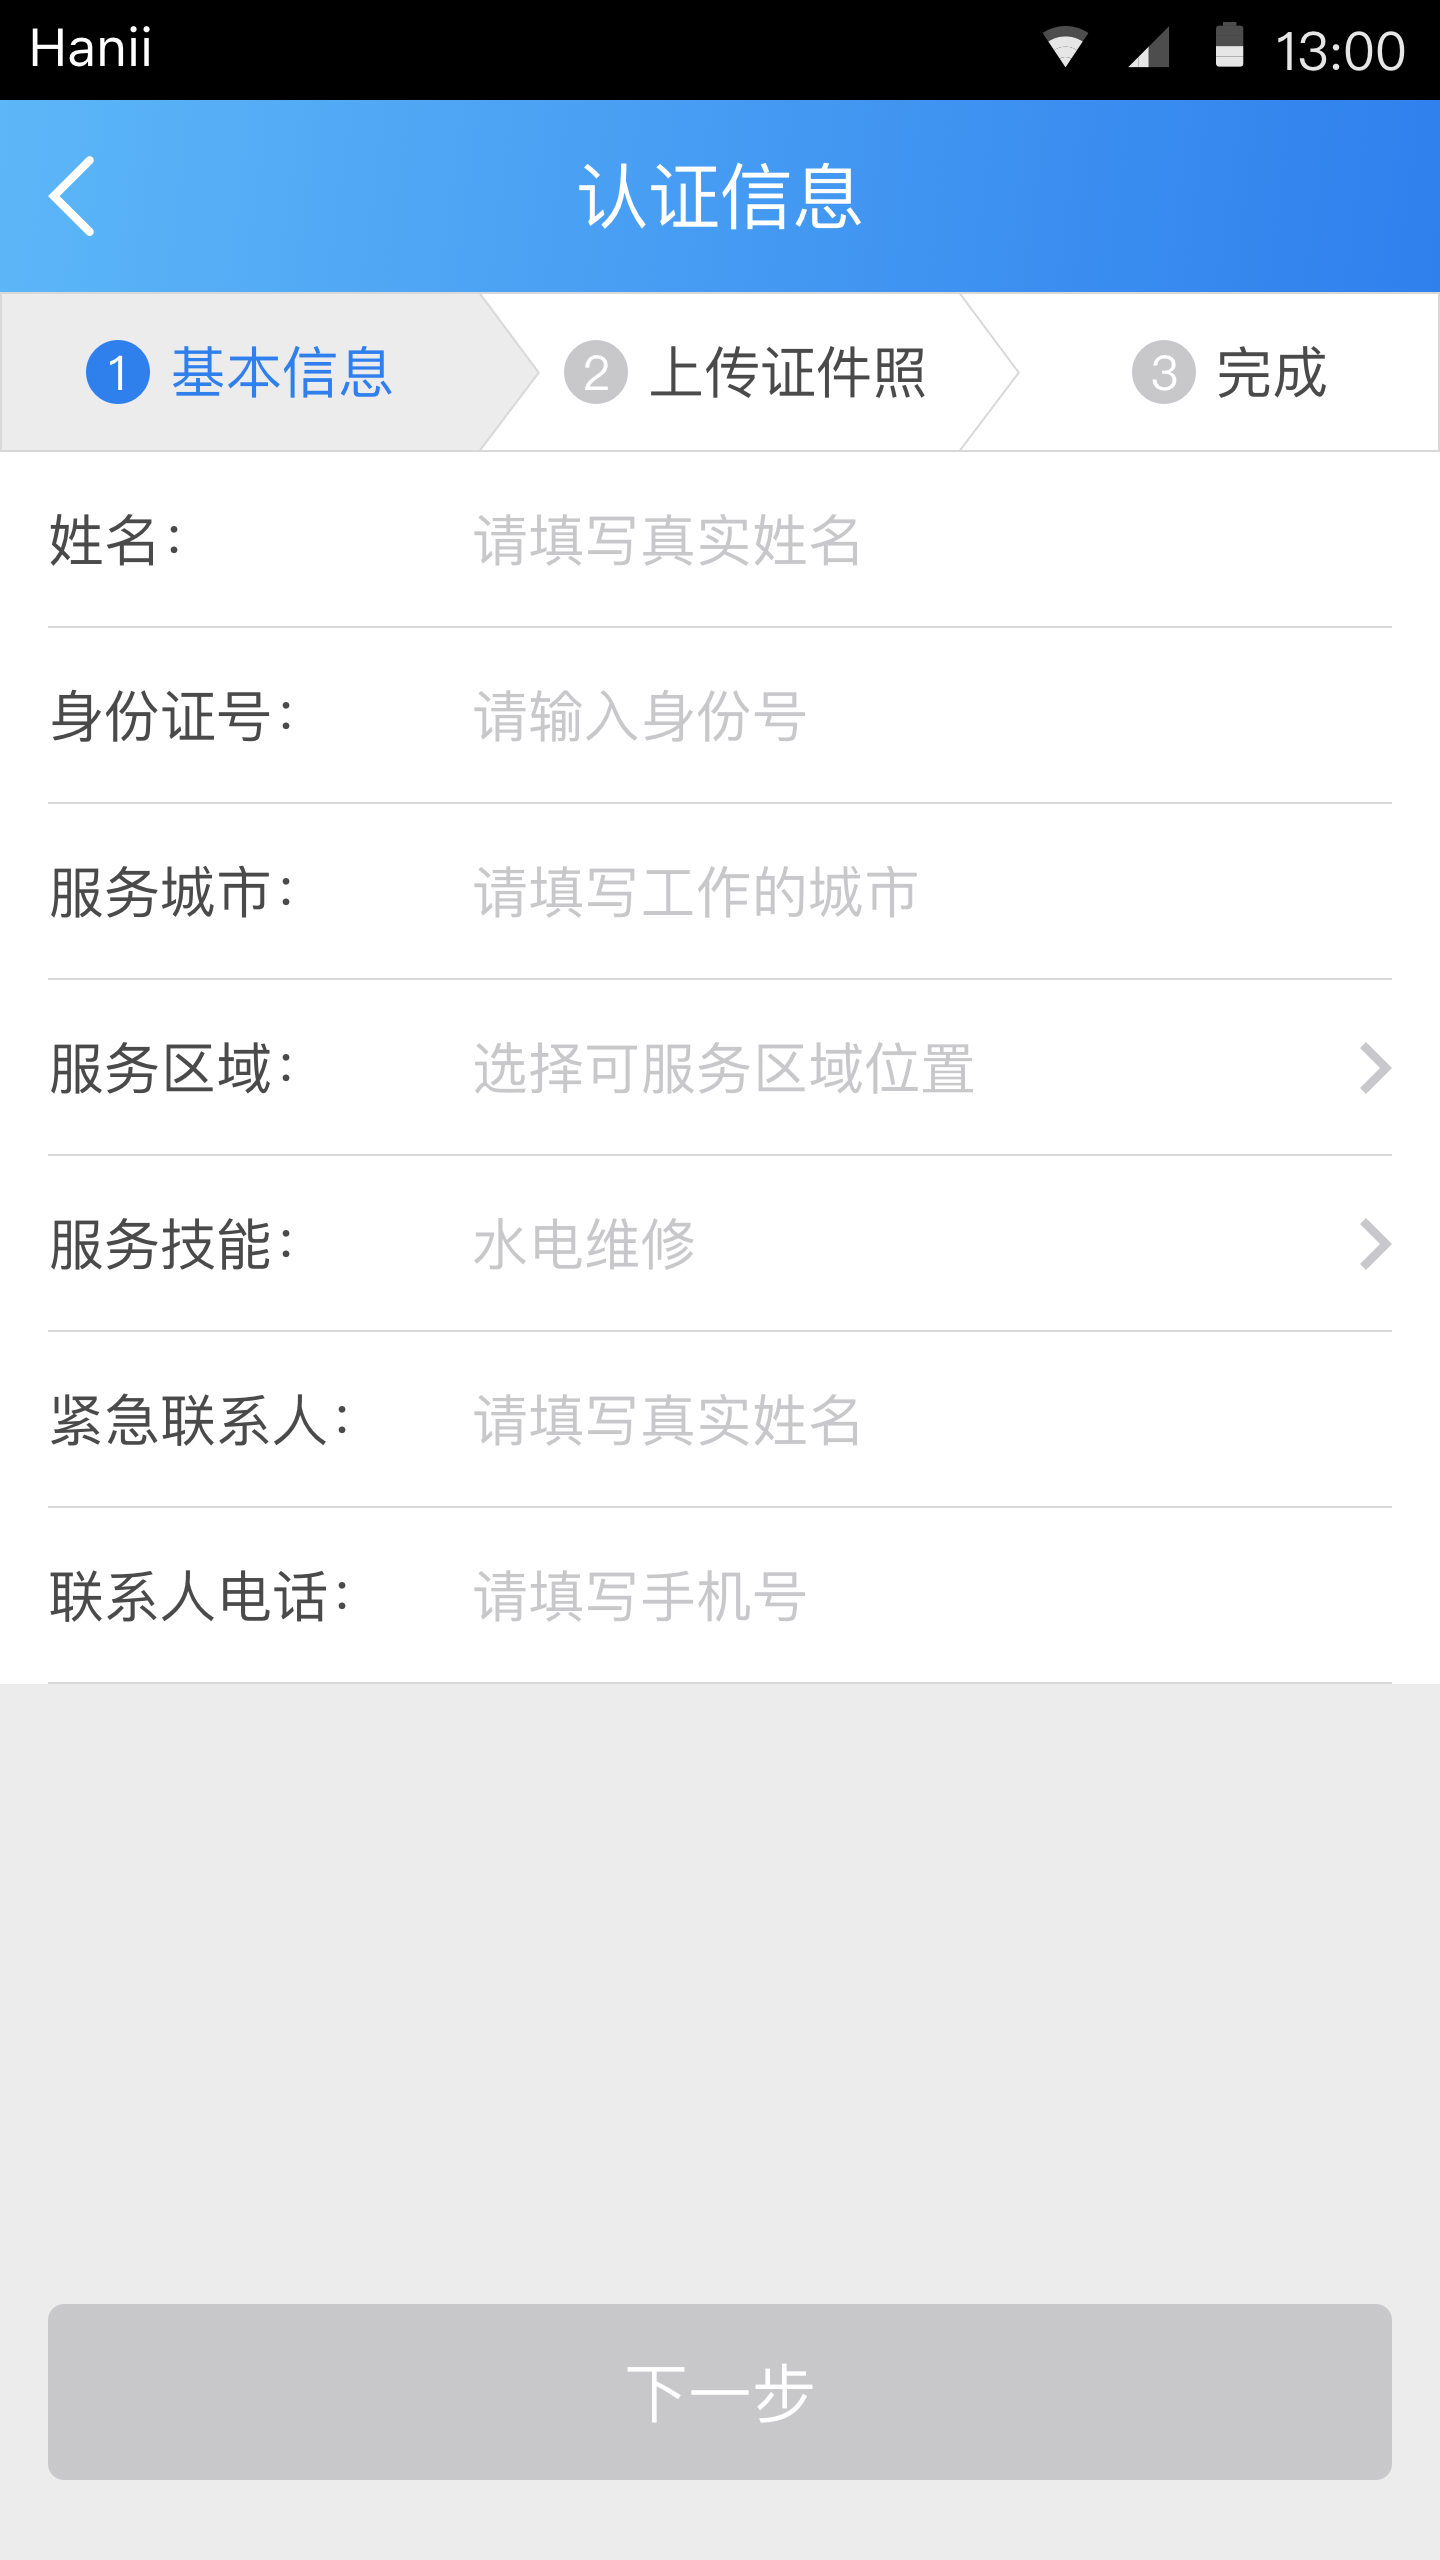 Hanii 13:00
认证信息
1 基本信息 2 上传证件照 3 完成
姓名： 请填写真实姓名
身份证号： 请输入身份号
服务城市： 请填写工作的城市
服务区域： 选择可服务区域位置
服务技能： 水电维修
紧急联系人： 请填写真实姓名
联系人电话： 请填写手机号
下一步